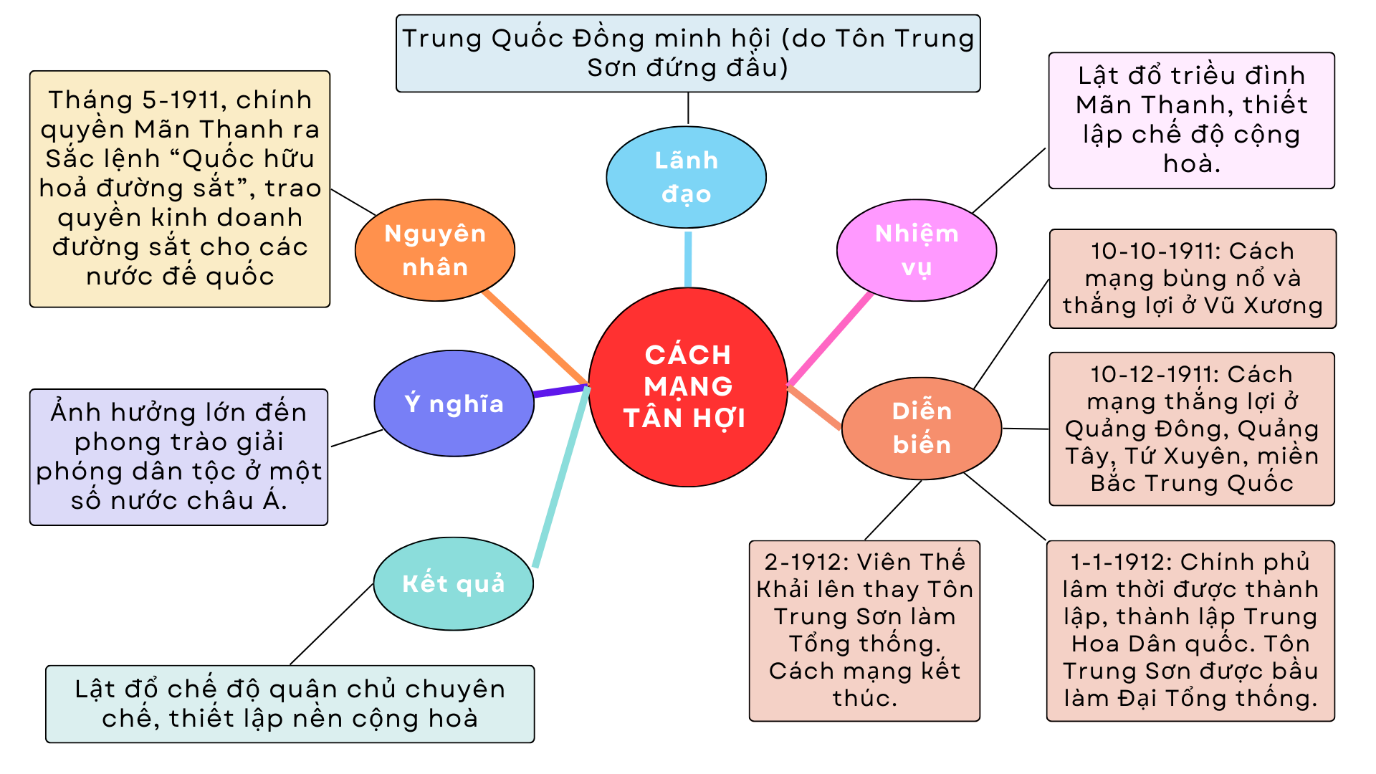 Trung Quốc Đồng minh hội (do Tôn Trung
Sơn đứng đầu)
Lãnh
đạo
Tháng 5-1911, chính
quyền Mãn Thanh ra
Sắc lệnh “Quốc hữu
hoả đường sắt”, trao
quyền kinh doanh
đường sắt cho các
nước đế quốc
Nguyên
nhân
Lật đổ triều đình
Mãn Thanh, thiết
lập chế độ cộng
hoà.
Nhiệm
vụ
CÁCH
MẠNG
TÂN HỢI
Ý nghĩa
Ảnh hưởng lớn đến
phong trào giải
phóng dân tộc ở một
số nước châu Á.
Diễn
biến
10-10-1911: Cách
mạng bùng nổ và
thắng lợi ở Vũ Xương
10-12-1911: Cách
mạng thắng lợi ở
Quảng Đông, Quảng
Tây, Tứ Xuyên, miền
Bắc Trung Quốc
1-1-1912: Chính phủ
lâm thời được thành
lập, thành lập Trung
Hoa Dân quốc. Tôn
Trung Sơn được bầu
làm Đại Tổng thống.
2-1912: Viên Thế
Khải lên thay Tôn
Trung Sơn làm
Tổng thống.
Cách mạng kết
thúc.
Kết quả
Lật đổ chế độ quân chủ chuyên
chế, thiết lập nền cộng hoà